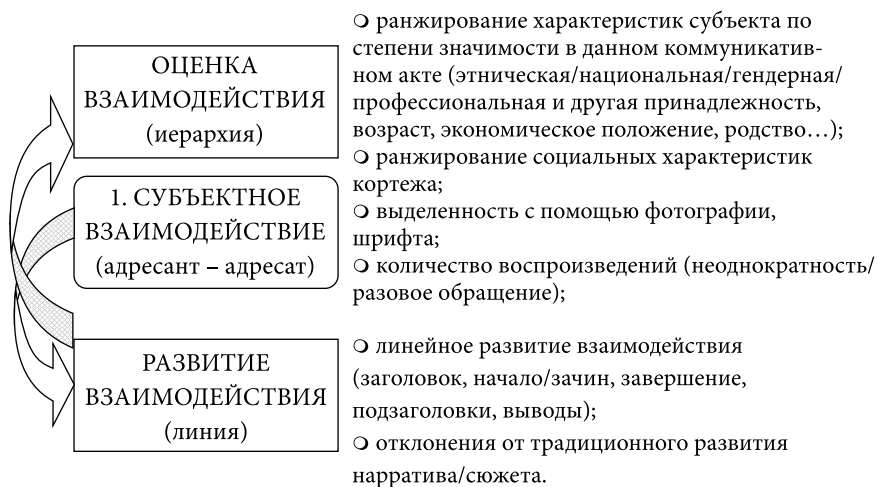 ОЦЕНКА
ВЗАИМОДЕЙСТВИЯ
(иерархия)
❍ ранжирование характеристик субъекта по
степени значимости в данном коммуникатив-
ном акте (этническая/национальная/гендерная/
профессиональная и другая принадлежность,
возраст, экономическое положение, родство…);
❍ ранжирование социальных характеристик
кортежа;
❍ выделенность с помощью фотографии,
шрифта;
❍ количество воспроизведений (неоднократность/
разовое обращение);
1. СУБЪЕКТНОЕ
ВЗАИМОДЕЙСТВИЕ
(адресант – адресат)
РАЗВИТИЕ
ВЗАИМОДЕЙСТВИЯ
(линия)
❍ линейное развитие взаимодействия
(заголовок, начало/зачин, завершение,
подзаголовки, выводы);
❍ отклонения от традиционного развития
нарратива/сюжета.